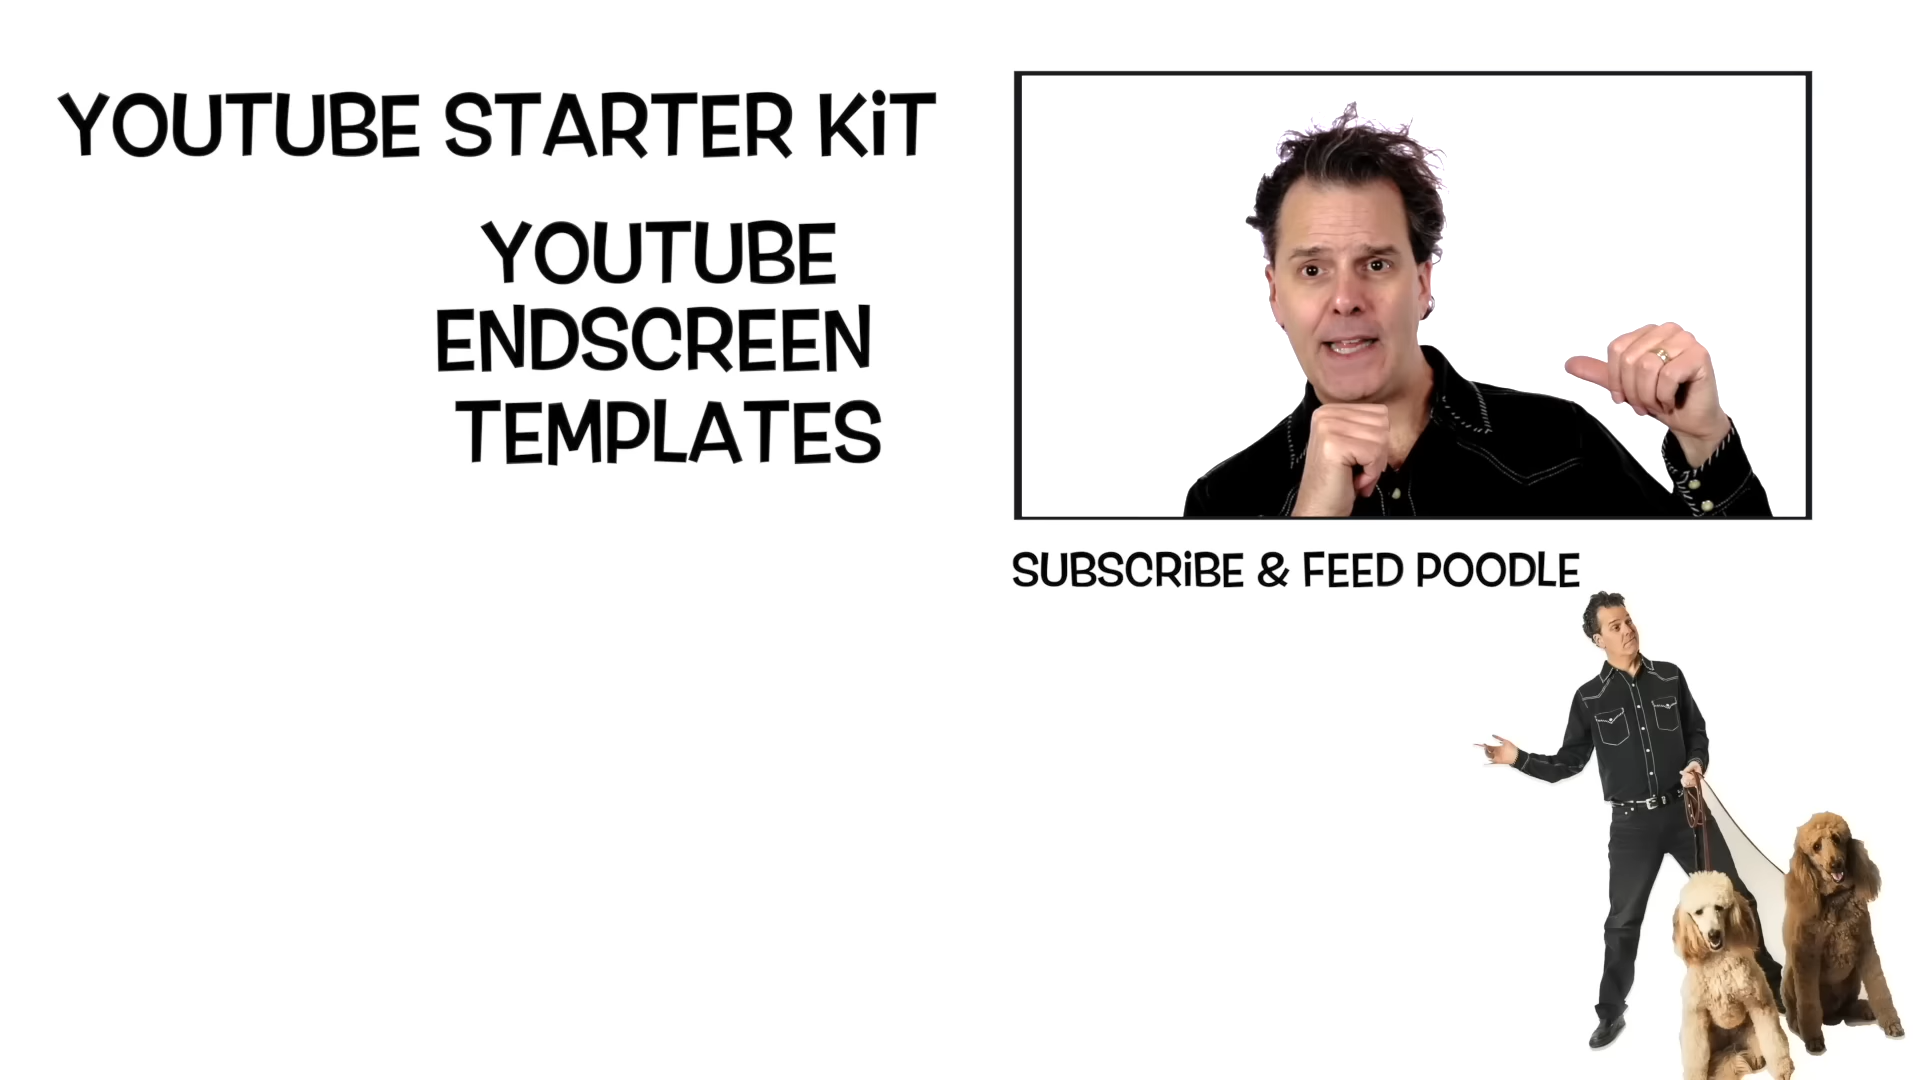 YOUTUBE STARTER KiT
YOUTUBE
ENDSCREEN
TEMPLATES
SUBSCRiBE & FEED POODLE